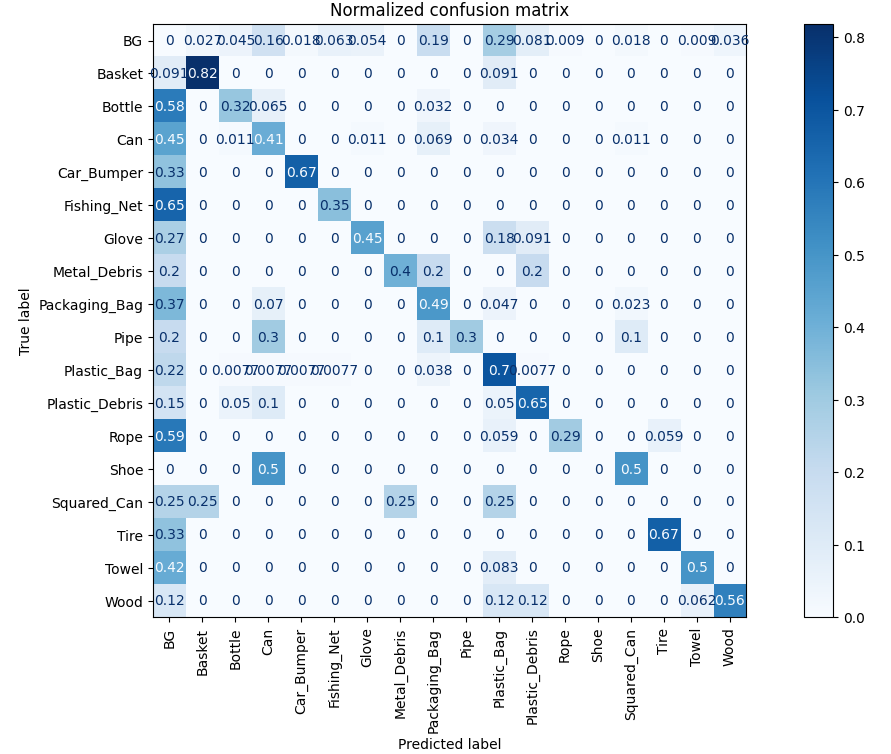 Normalized confusion matrix
BG 0 0.027 0.045 0.16 0.018 0.063 0.054 0 0.19 0 0.29 0.081 0.009 0 0.018 0 0.009 0.036
Basket 0.091 0.82 0 0 0 0 0 0 0 0 0.091 0 0 0 0 0 0 0
Bottle 0.58 0 0.32 0.065 0 0 0 0 0.032 0 0 0 0 0 0 0 0 0
Can 0.45 0 0.011 0.41 0 0 0.011 0 0.069 0 0.034 0 0 0 0.011 0 0 0
Car_Bumper 0.33 0 0 0 0.67 0 0 0 0 0 0 0 0 0 0 0 0 0
Fishing_Net 0.65 0 0 0 0 0.35 0 0 0 0 0 0 0 0 0 0 0 0
Glove 0.27 0 0 0 0 0 0.45 0 0 0 0.18 0.091 0 0 0 0 0 0
Metal_Debris 0.2 0 0 0 0 0 0 0.4 0.2 0 0 0.2 0 0 0 0 0 0
Packaging_Bag 0.37 0 0 0.07 0 0 0 0 0.49 0 0.047 0 0 0 0.023 0 0 0
Pipe 0.2 0 0 0.3 0 0 0 0 0.1 0.3 0 0 0 0 0.1 0 0 0
Plastic_Bag 0.22 0 0.0077 0.0077 0.0077 0.0077 0 0 0.038 0 0.7 0.0077 0 0 0 0 0 0
Plastic_Debris 0.15 0 0.05 0.1 0 0 0 0 0 0 0.05 0.65 0 0 0 0 0 0
Rope 0.59 0 0 0 0 0 0 0 0 0 0.059 0 0.29 0 0 0.059 0 0
Shoe 0 0 0 0.5 0 0 0 0 0 0 0 0 0 0 0.5 0 0 0
Squared_Can 0.25 0.25 0 0 0 0 0 0.25 0 0 0.25 0 0 0 0 0 0 0
Tire 0.33 0 0 0 0 0 0 0 0 0 0 0 0 0 0 0.67 0 0
Towel 0.42 0 0 0 0 0 0 0 0 0 0.083 0 0 0 0 0 0.5 0
Wood 0.12 0 0 0 0 0 0 0 0 0 0.12 0.12 0 0 0 0 0.062 0.56
True label
BG Basket Bottle Can Car_Bumper Fishing_Net Glove Metal_Debris Packaging_Bag Pipe Plastic_Bag Plastic_Debris Rope Shoe Squared_Can Tire Towel Wood
Predicted label
0.8
0.7
0.6
0.5
0.4
0.3
0.2
0.1
0.0